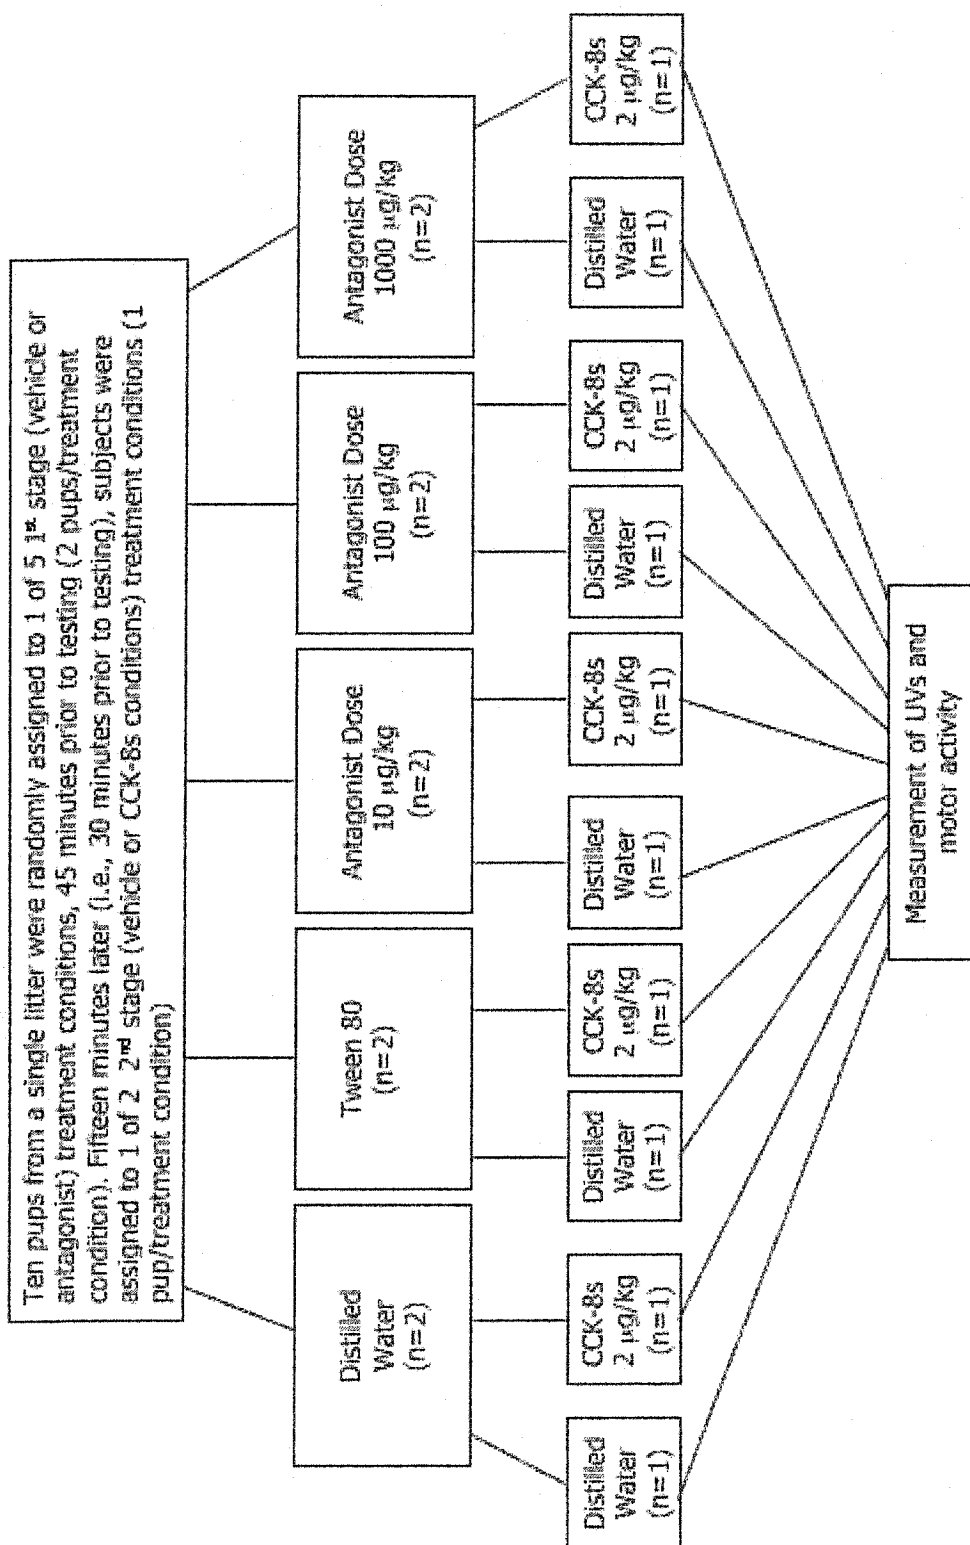 Ten pups from a single litter were randomly assigned to 1 of 5 1st stage (vehicle or
antagonist) treatment conditions, 45 minutes prior to testing (2 pups/treatment
condition). Fifteen minutes later (i.e., 30 minutes prior to testing), subjects were
assigned to 1 of 2 2nd stage (vehicle or CCK-8s conditions) treatment conditions (1
pup/treatment condition)
Distilled
Water
(n=2)
Tween 80
(n=2)
Antagonist Dose
10 µg/kg
(n=2)
Antagonist Dose
100 µg/kg
(n=2)
Antagonist Dose
1000 µg/kg
(n=2)
Distilled
Water
(n=1)
CCK-8s
2 µg/kg
(n=1)
Distilled
Water
(n=1)
CCK-8s
2 µg/kg
(n=1)
Distilled
Water
(n=1)
CCK-8s
2 µg/kg
(n=1)
Distilled
Water
(n=1)
CCK-8s
2 µg/kg
(n=1)
Distilled
Water
(n=1)
CCK-8s
2 µg/kg
(n=1)
Measurement of UVs and
motor activity